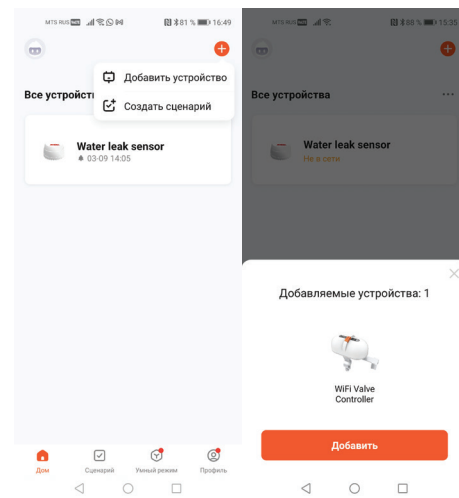 MTS RUS
81 % 16:49
Добавить устройство
Все устройст
Создать сценарий
Water leak sensor
03-09 14:05
Дом
Сценарий
Умный режим
Профиль
MTS RUS
88 % 15:35
Все устройства
Water leak sensor
Не в сети
Добавляемые устройства: 1
WiFi Valve
Controller
Добавить